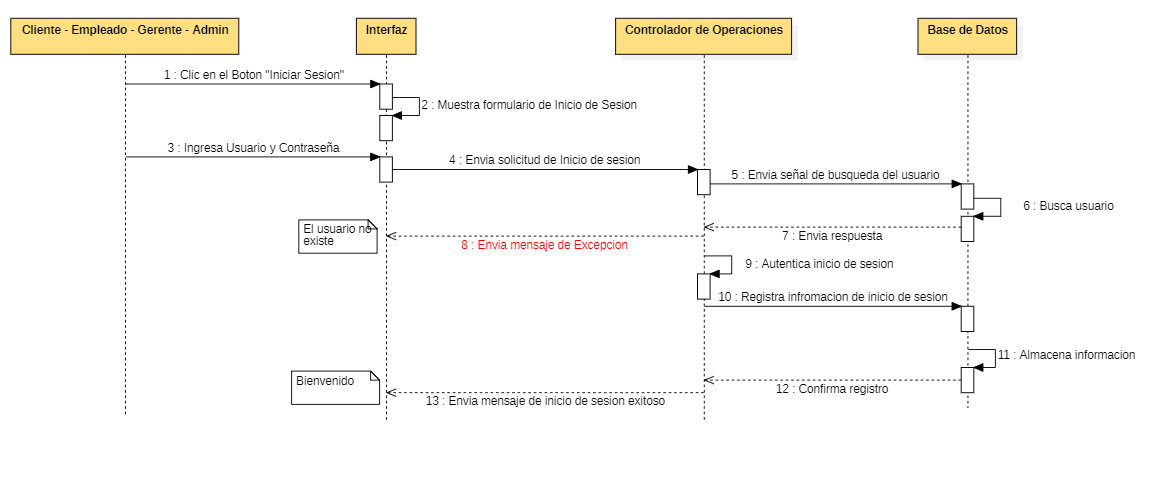 Cliente - Empleado - Gerente - Admin
Interfaz
Controlador de Operaciones
Base de Datos
1 : Clic en el Boton "Iniciar Sesion"
2 : Muestra formulario de Inicio de Sesion
3 : Ingresa Usuario y Contraseña
4 : Envia solicitud de Inicio de sesion
5 : Envia señal de busqueda del usuario
6 : Busca usuario
7 : Envia respuesta
El usuario no
existe
8 : Envia mensaje de Excepcion
9 : Autentica inicio de sesion
10 : Registra infromacion de inicio de sesion
11 : Almacena informacion
12 : Confirma registro
Bienvenido
13 : Envia mensaje de inicio de sesion exitoso